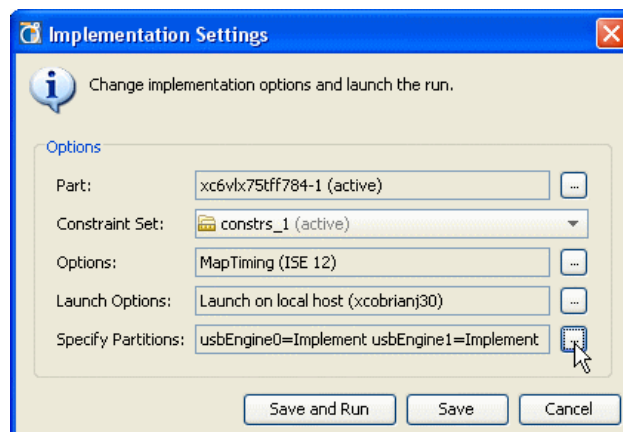 Implementation Settings
Change implementation options and launch the run.
Options
Part: xc6vlx75tff784-1 (active) ...
Constraint Set: constrs_1 (active)
Options: MapTiming (ISE 12) ...
Launch Options: Launch on local host (xcobrianj30) ...
Specify Partitions: usbEngine0=Implement usbEngine1=Implement ...
Save and Run Save Cancel